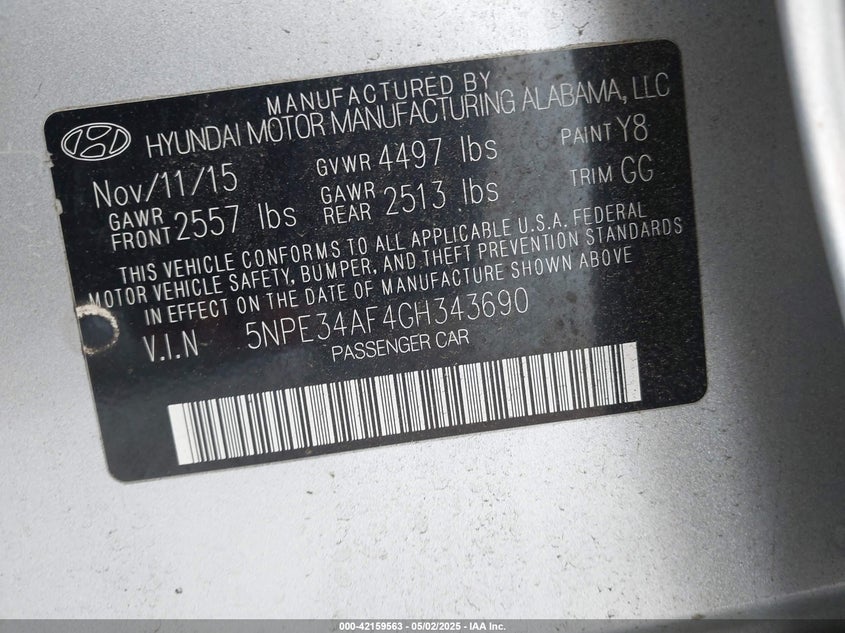 MANUFACTURED BY
HYUNDAI MOTOR MANUFACTURING ALABAMA, LLC
Nov/11/15 GVWR 4497 lbs PAINT Y8
GAWR FRONT 2557 lbs GAWR REAR 2513 lbs TRIM GG
THIS VEHICLE CONFORMS TO ALL APPLICABLE U.S.A. FEDERAL
MOTOR VEHICLE SAFETY, BUMPER, AND THEFT PREVENTION STANDARDS
IN EFFECT ON THE DATE OF MANUFACTURE SHOWN ABOVE
V.I.N 5NPE34AF4GH343690
PASSENGER CAR
000-42159563 - 05/02/2025 - IAA Inc.